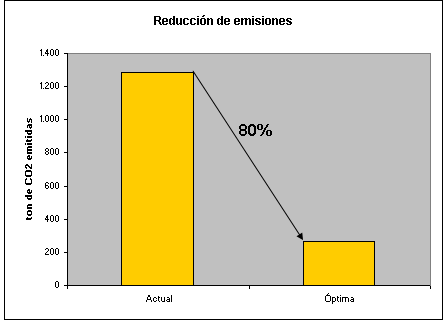 Reducción de emisiones
ton de CO2 emitidas
1.400
1.200
1.000
800
600
400
200
0
80%
Actual
Óptima